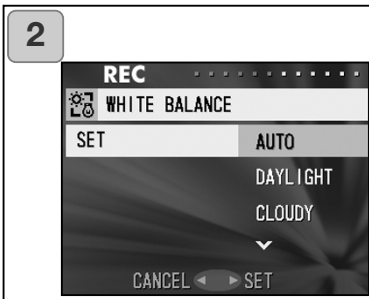 2
REC
WHITE BALANCE
SET AUTO
DAYLIGHT
CLOUDY
CANCEL SET